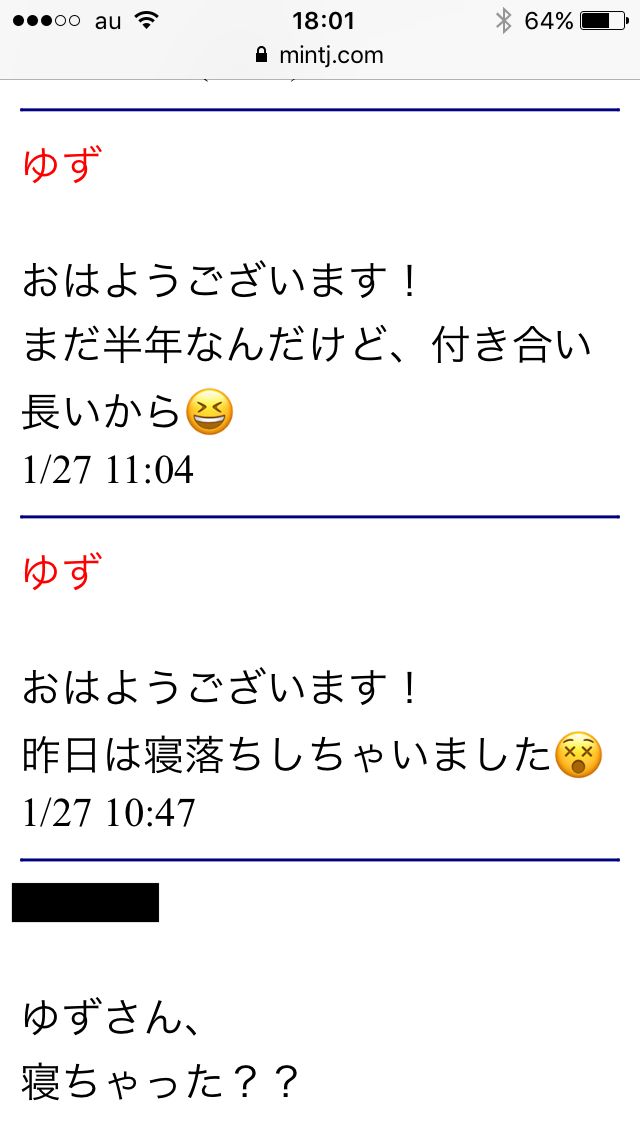 au 18:01 64%
mintj.com
ゆず
おはようございます！
まだ半年なんだけど、付き合い
長いから😆
1/27 11:04
ゆず
おはようございます！
昨日は寝落ちしちゃいました😵
1/27 10:47
ゆずさん、
寝ちゃった？？